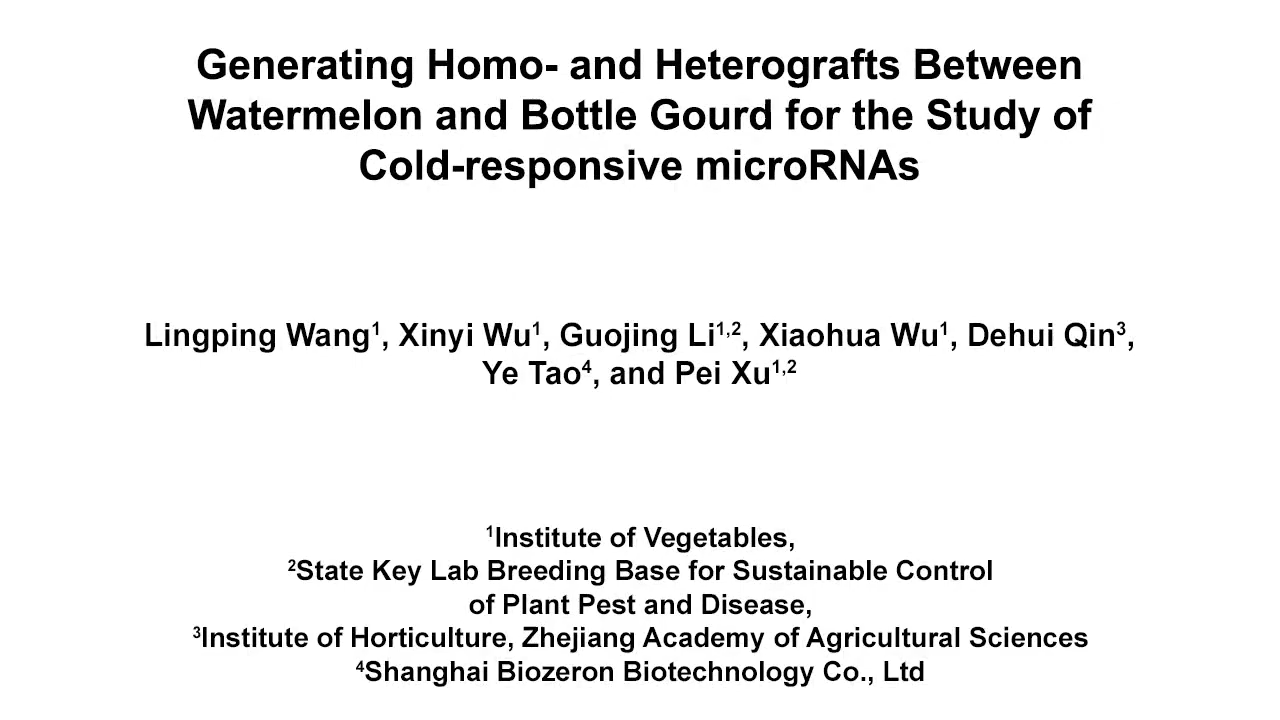 Generating Homo- and Heterografts Between
Watermelon and Bottle Gourd for the Study of
Cold-responsive microRNAs
Lingping Wang¹, Xinyi Wu¹, Guojing Li¹,², Xiaohua Wu¹, Dehui Qin³,
Ye Tao⁴, and Pei Xu¹,²
¹Institute of Vegetables,
²State Key Lab Breeding Base for Sustainable Control
of Plant Pest and Disease,
³Institute of Horticulture, Zhejiang Academy of Agricultural Sciences
⁴Shanghai Biozeron Biotechnology Co., Ltd